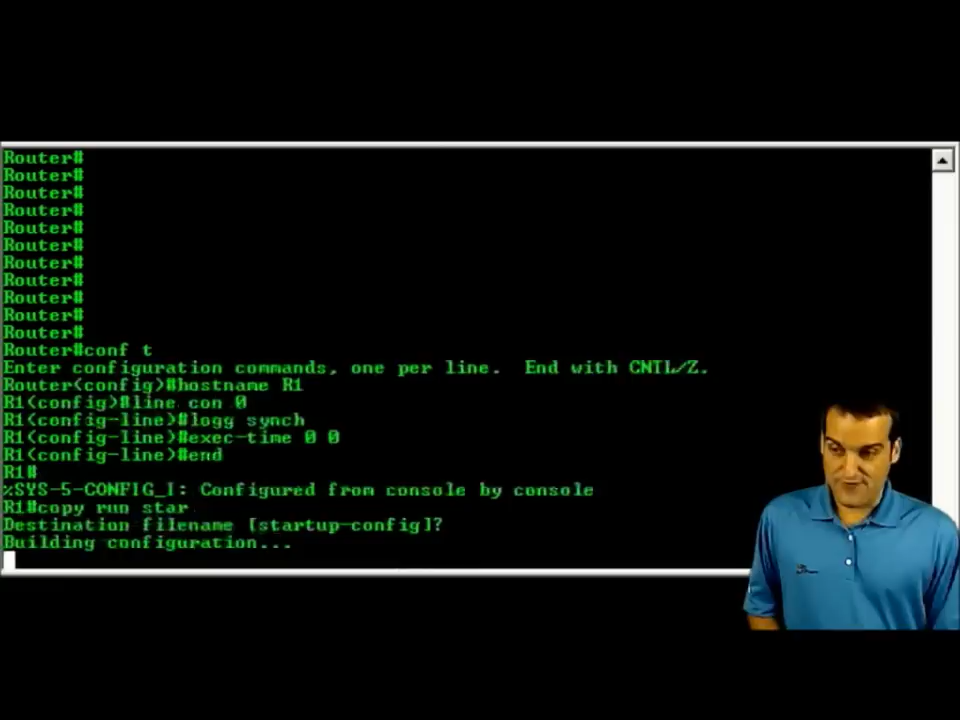 Router#
Router#
Router#
Router#
Router#
Router#
Router#
Router#
Router#
Router#
Router#
Router#conf t
Enter configuration commands, one per line.  End with CNTL/Z.
Router(config)#hostname R1
R1(config)#line con 0
R1(config-line)#logg synch
R1(config-line)#exec-time 0 0
R1(config-line)#end
R1#
%SYS-5-CONFIG_I: Configured from console by console
R1#copy run star
Destination filename [startup-config]?
Building configuration...